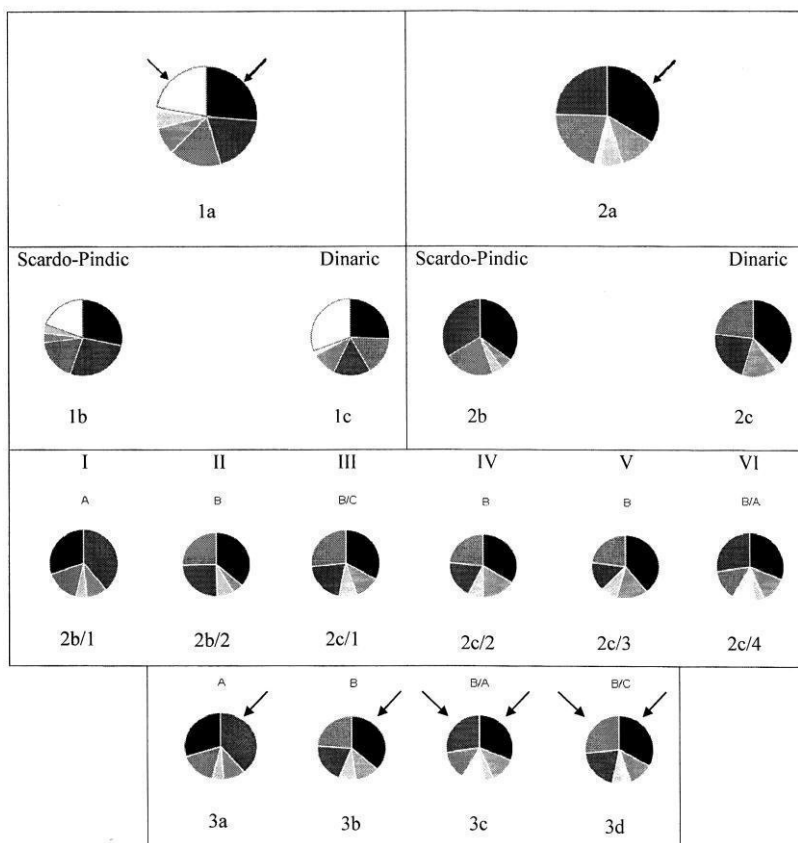 1a 2a
Scardo-Pindic Dinaric Scardo-Pindic Dinaric
1b 1c 2b 2c
I II III IV V VI
A B B/C B B B/A
2b/1 2b/2 2c/1 2c/2 2c/3 2c/4
A B B/A B/C
3a 3b 3c 3d